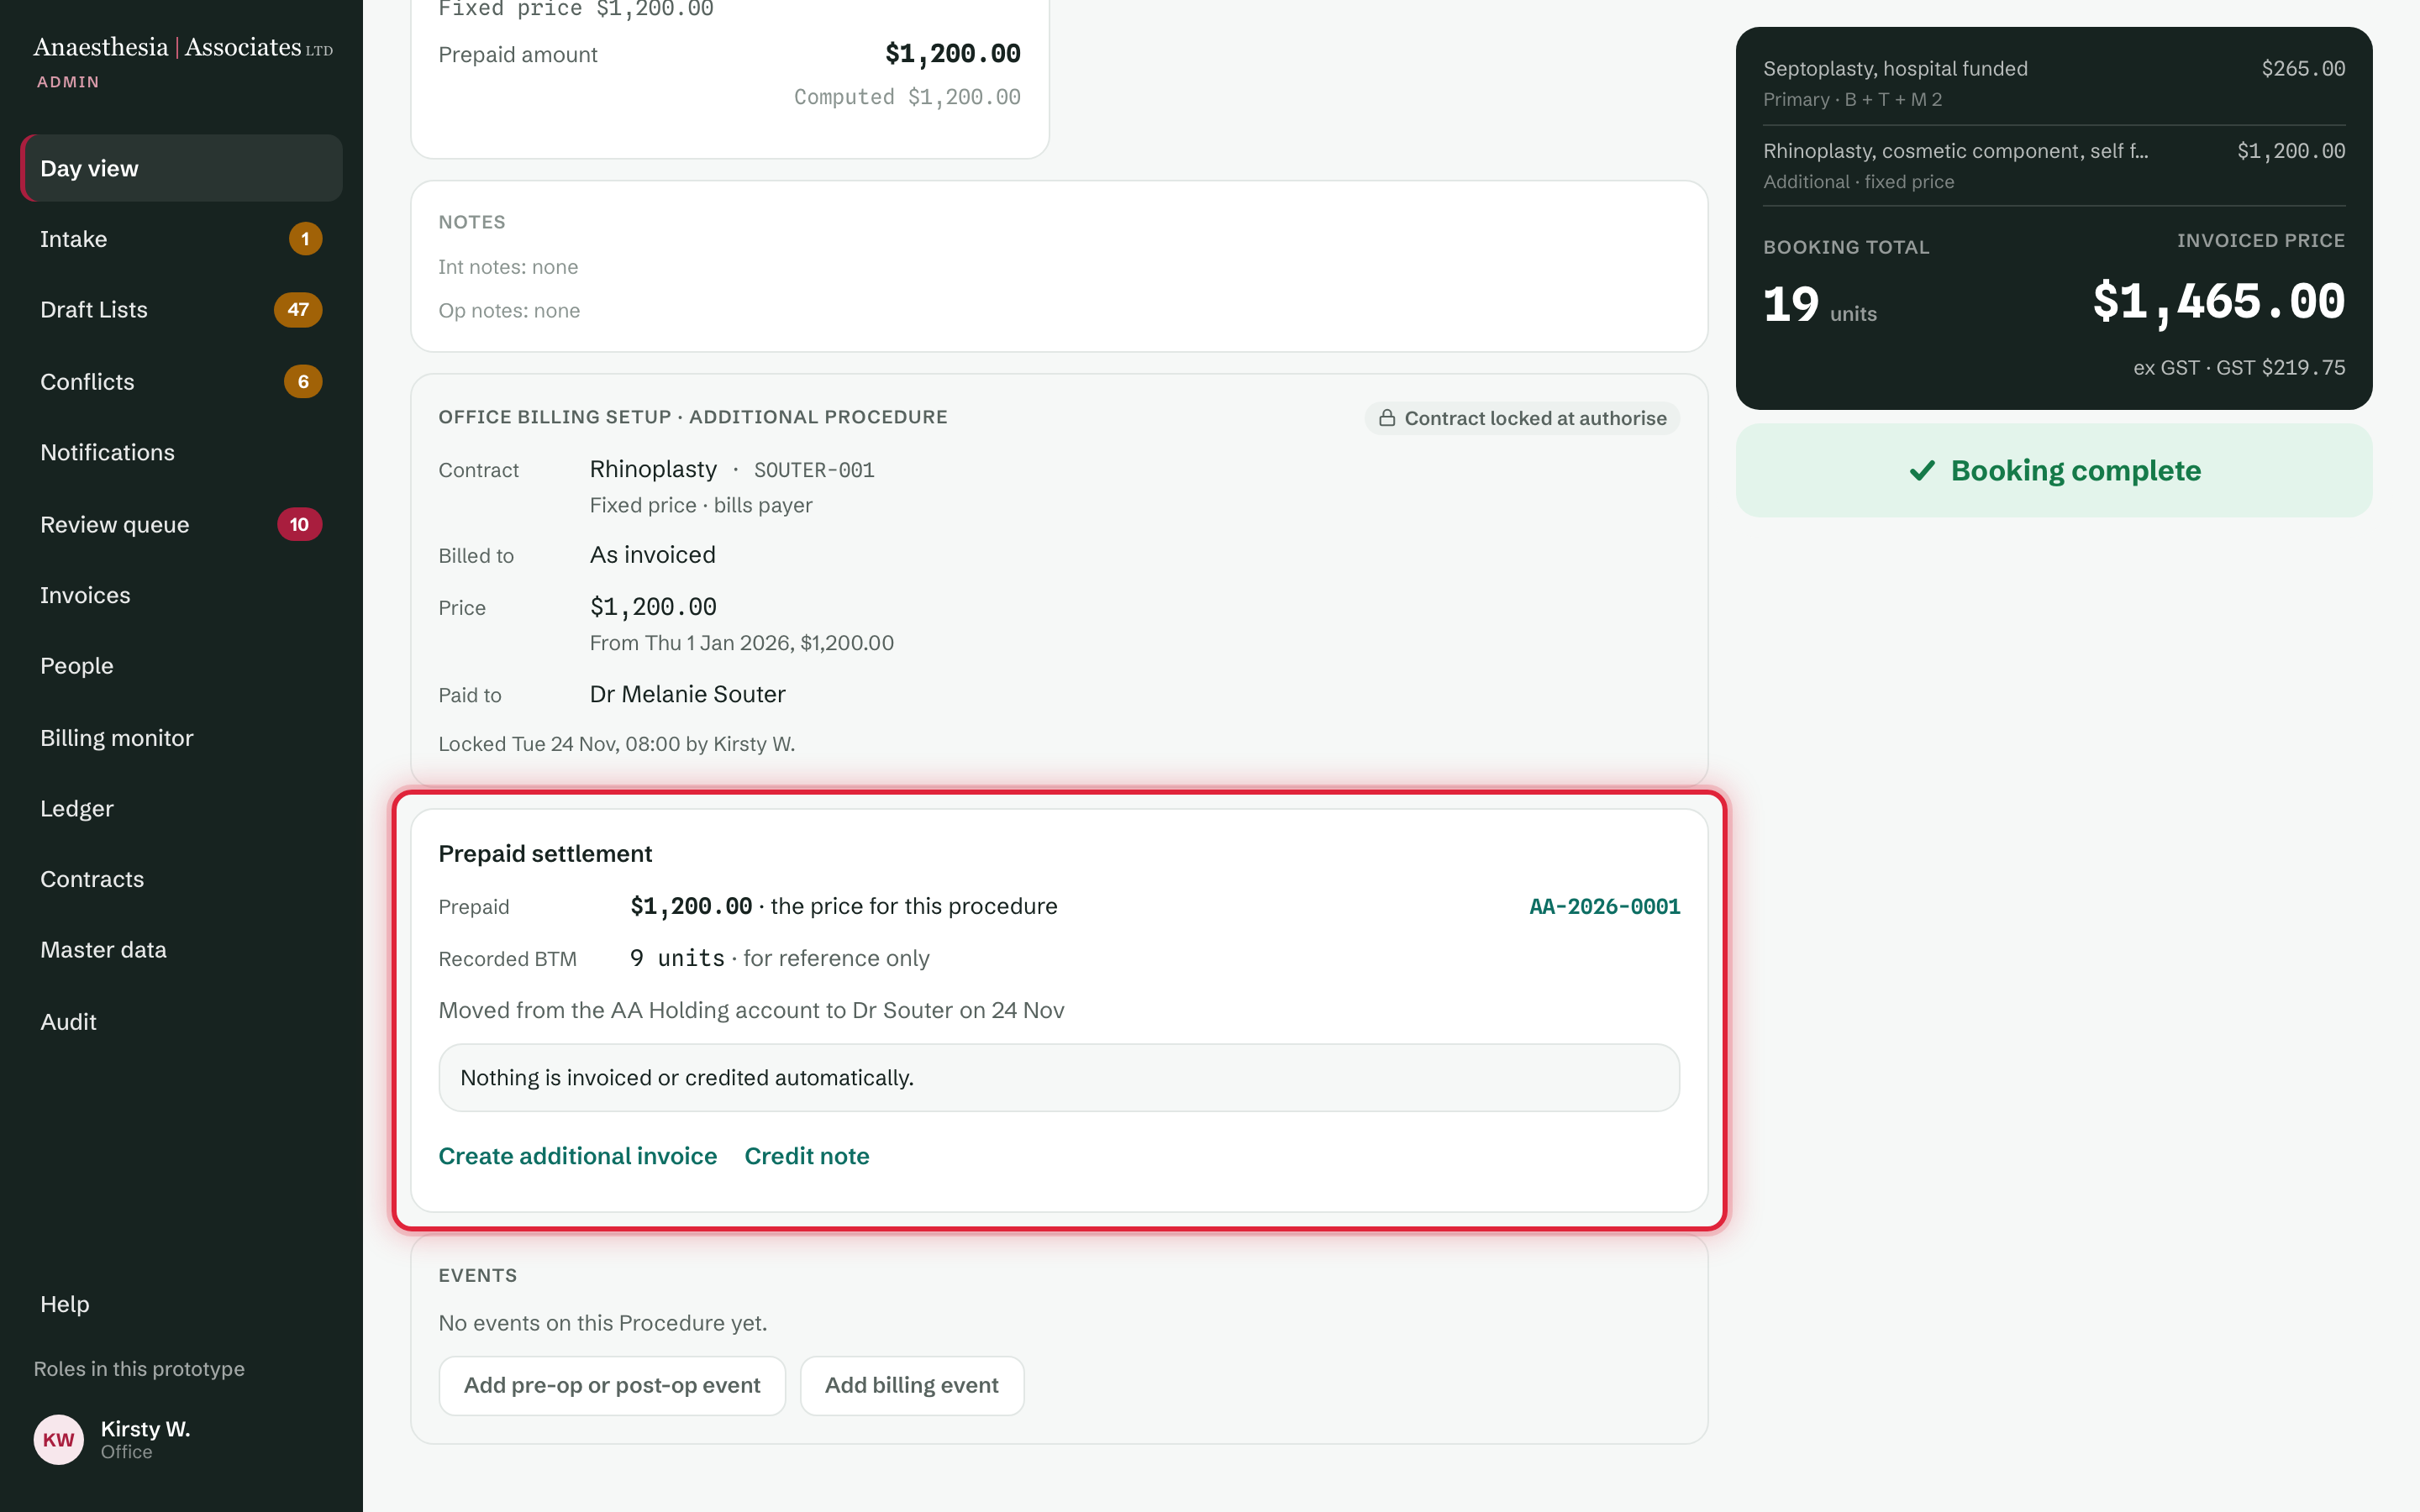 Anaesthesia | Associates LTD
ADMIN
Day view
Intake 1
Draft Lists 47
Conflicts 6
Notifications
Review queue 10
Invoices
People
Billing monitor
Ledger
Contracts
Master data
Audit
Help
Roles in this prototype
KW
Kirsty W.
Office
Fixed price $1,200.00
Prepaid amount $1,200.00
Computed $1,200.00
NOTES
Int notes: none
Op notes: none
OFFICE BILLING SETUP · ADDITIONAL PROCEDURE Contract locked at authorise
Contract Rhinoplasty · SOUTER-001
Fixed price · bills payer
Billed to As invoiced
Price $1,200.00
From Thu 1 Jan 2026, $1,200.00
Paid to Dr Melanie Souter
Locked Tue 24 Nov, 08:00 by Kirsty W.
Prepaid settlement
Prepaid $1,200.00 · the price for this procedure AA-2026-0001
Recorded BTM 9 units · for reference only
Moved from the AA Holding account to Dr Souter on 24 Nov
Nothing is invoiced or credited automatically.
Create additional invoice Credit note
EVENTS
No events on this Procedure yet.
Add pre-op or post-op event Add billing event
Septoplasty, hospital funded $265.00
Primary · B + T + M 2
Rhinoplasty, cosmetic component, self f... $1,200.00
Additional · fixed price
BOOKING TOTAL INVOICED PRICE
19 units $1,465.00
ex GST · GST $219.75
Booking complete